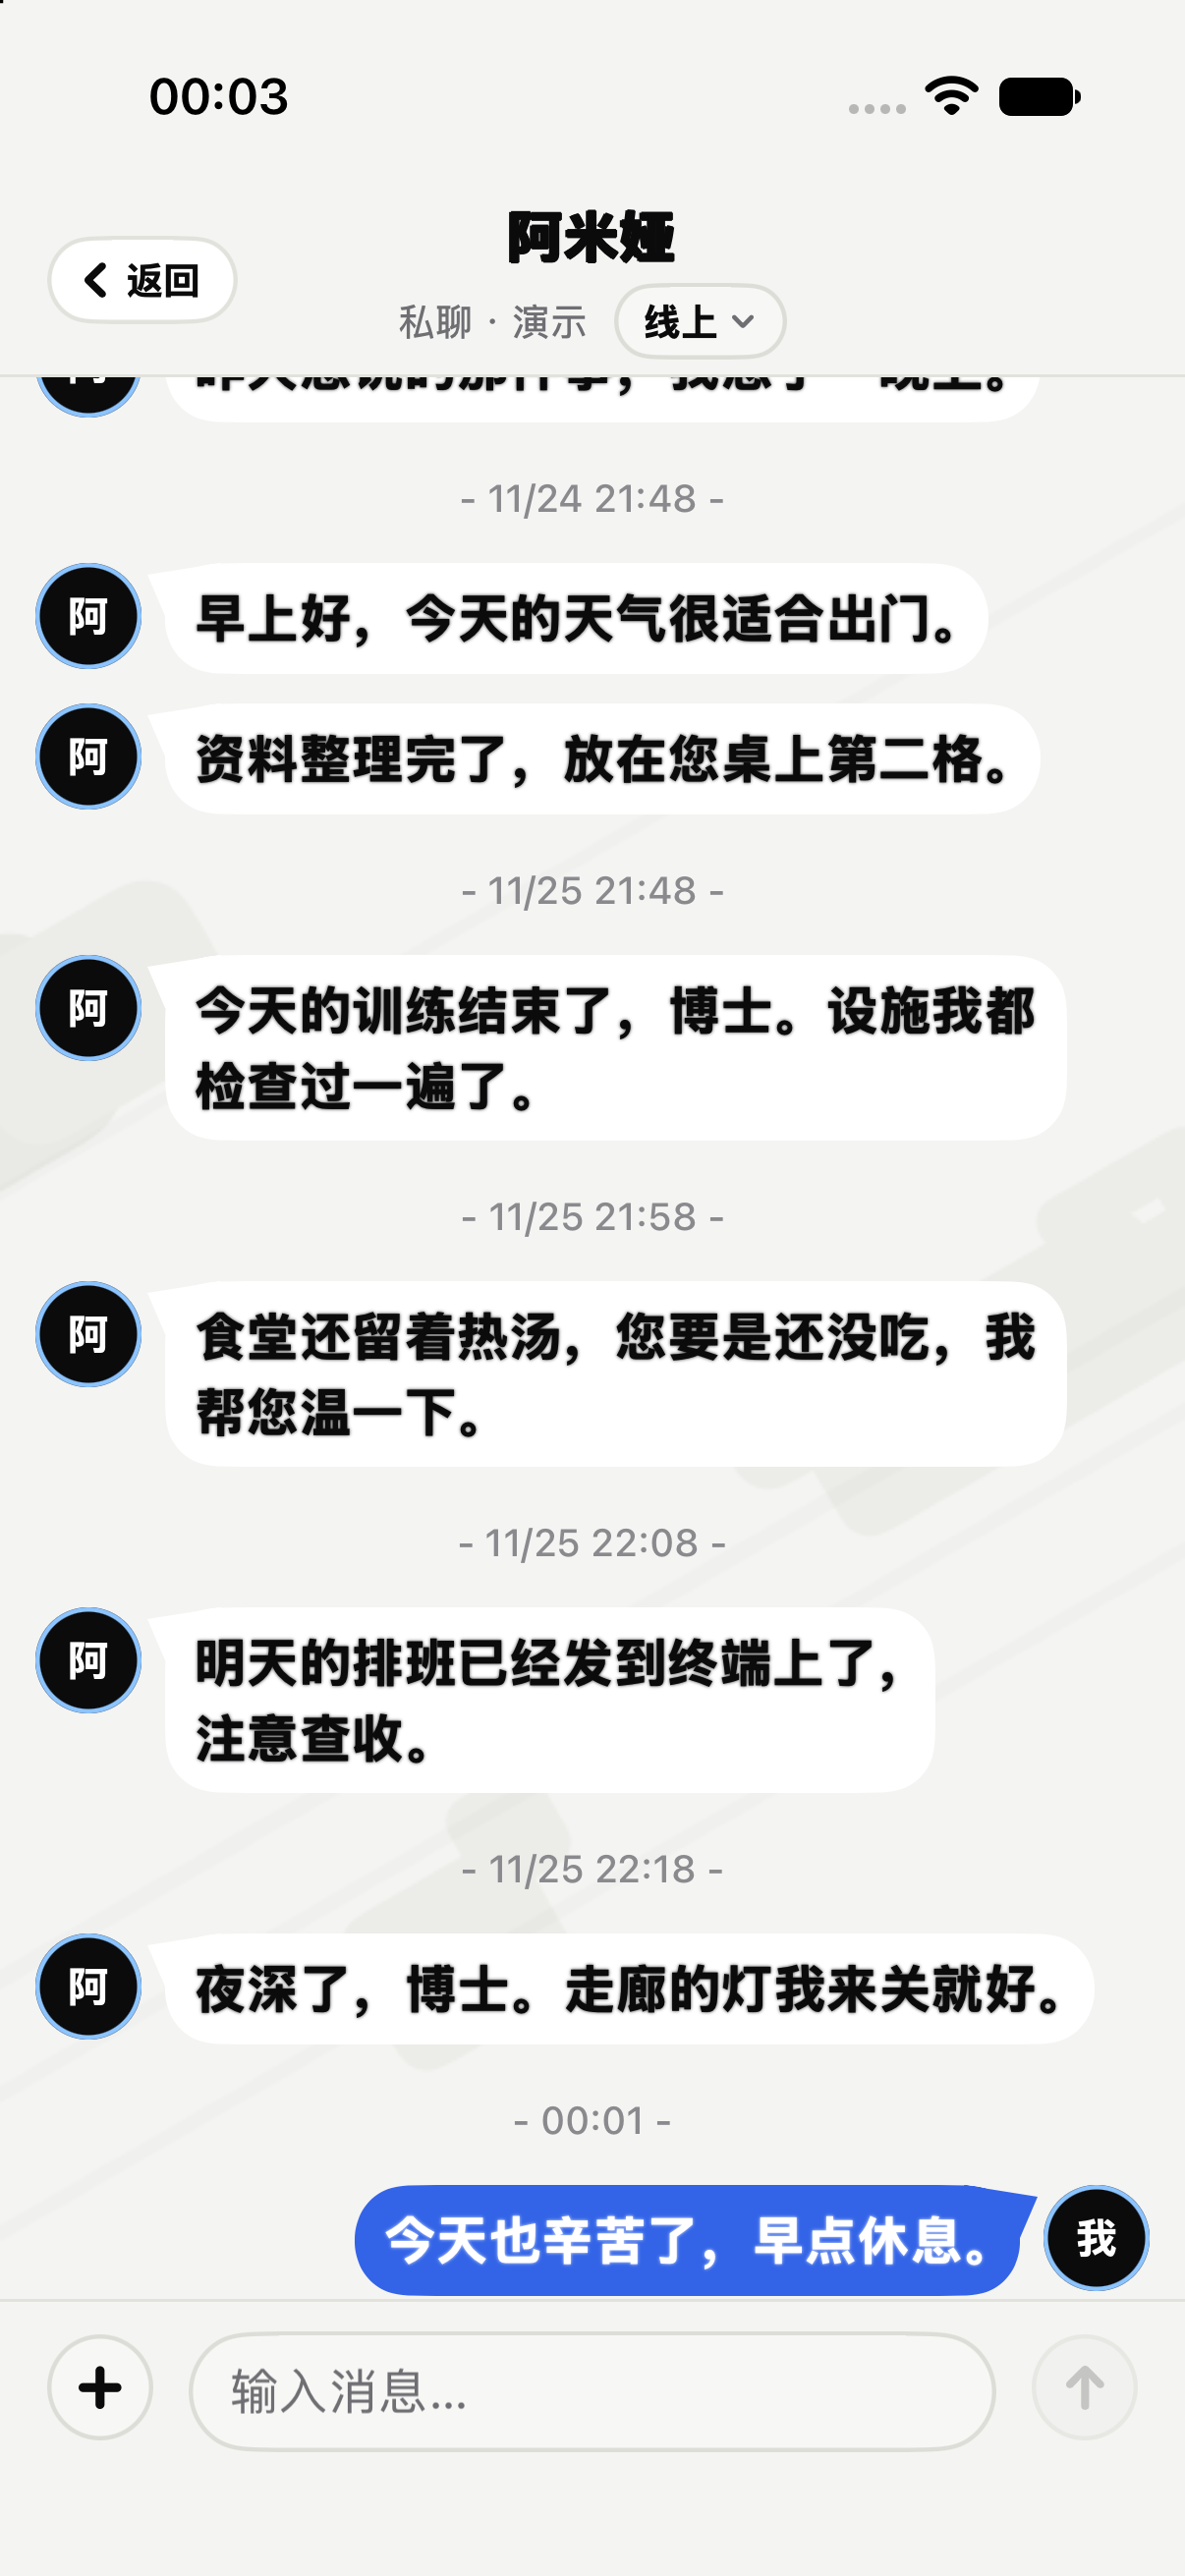 00:03
阿米娅
返回
私聊 · 演示 线上
- 11/24 21:48 -
阿
早上好，今天的天气很适合出门。
阿
资料整理完了，放在您桌上第二格。
- 11/25 21:48 -
阿
今天的训练结束了，博士。设施我都
检查过一遍了。
- 11/25 21:58 -
阿
食堂还留着热汤，您要是还没吃，我
帮您温一下。
- 11/25 22:08 -
阿
明天的排班已经发到终端上了，
注意查收。
- 11/25 22:18 -
阿
夜深了，博士。走廊的灯我来关就好。
- 00:01 -
今天也辛苦了，早点休息。
我
输入消息...